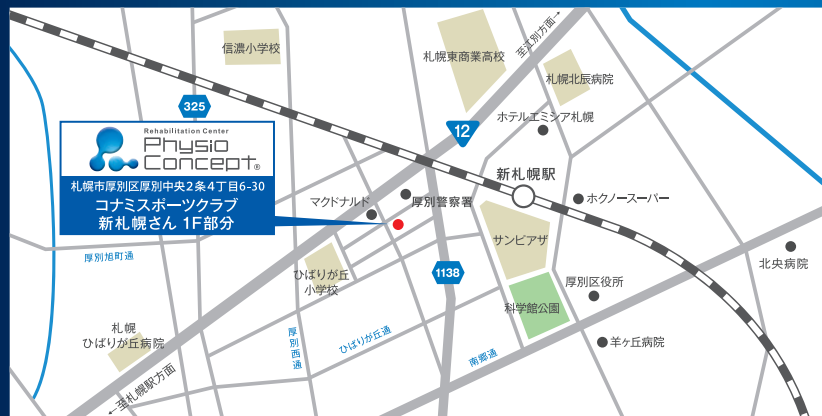 信濃小学校
札幌東商業高校
至江別方面→
札幌北辰病院
325
12
ホテルエミシア札幌
Rehabilitation Center
Physio
Concept®
札幌市厚別区厚別中央2条4丁目6-30
コナミスポーツクラブ
新札幌さん 1F部分
新札幌駅
マクドナルド
厚別警察署
ホクノースーパー
サンピアザ
厚別旭町通
ひばりが丘
小学校
1138
北央病院
厚別区役所
科学館公園
札幌
ひばりが丘病院
厚別西通
ひばりが丘通
南郷通
羊ヶ丘病院
←至札幌駅方面